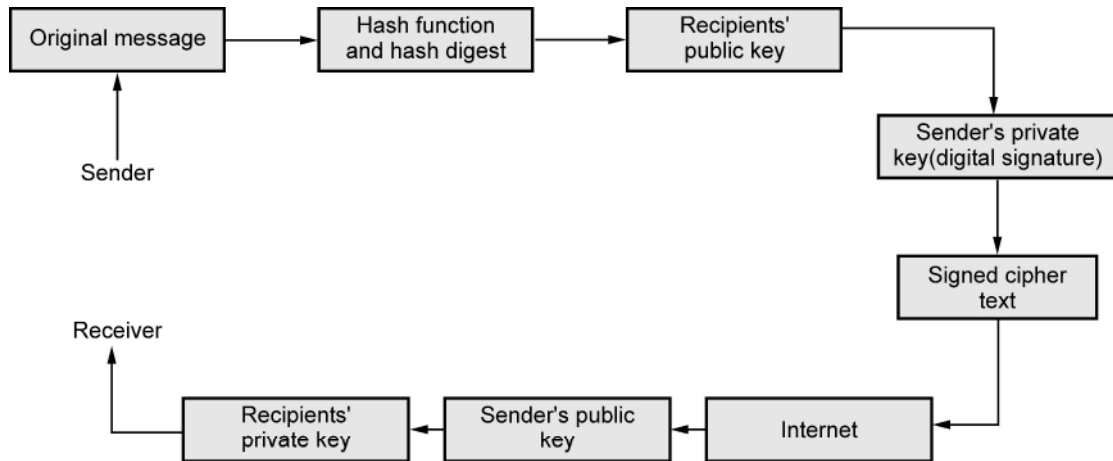 Original message
Hash function
and hash digest
Recipients'
public key
Sender's private
key(digital signature)
Sender
Signed cipher
text
Receiver
Recipients'
private key
Sender's public
key
Internet